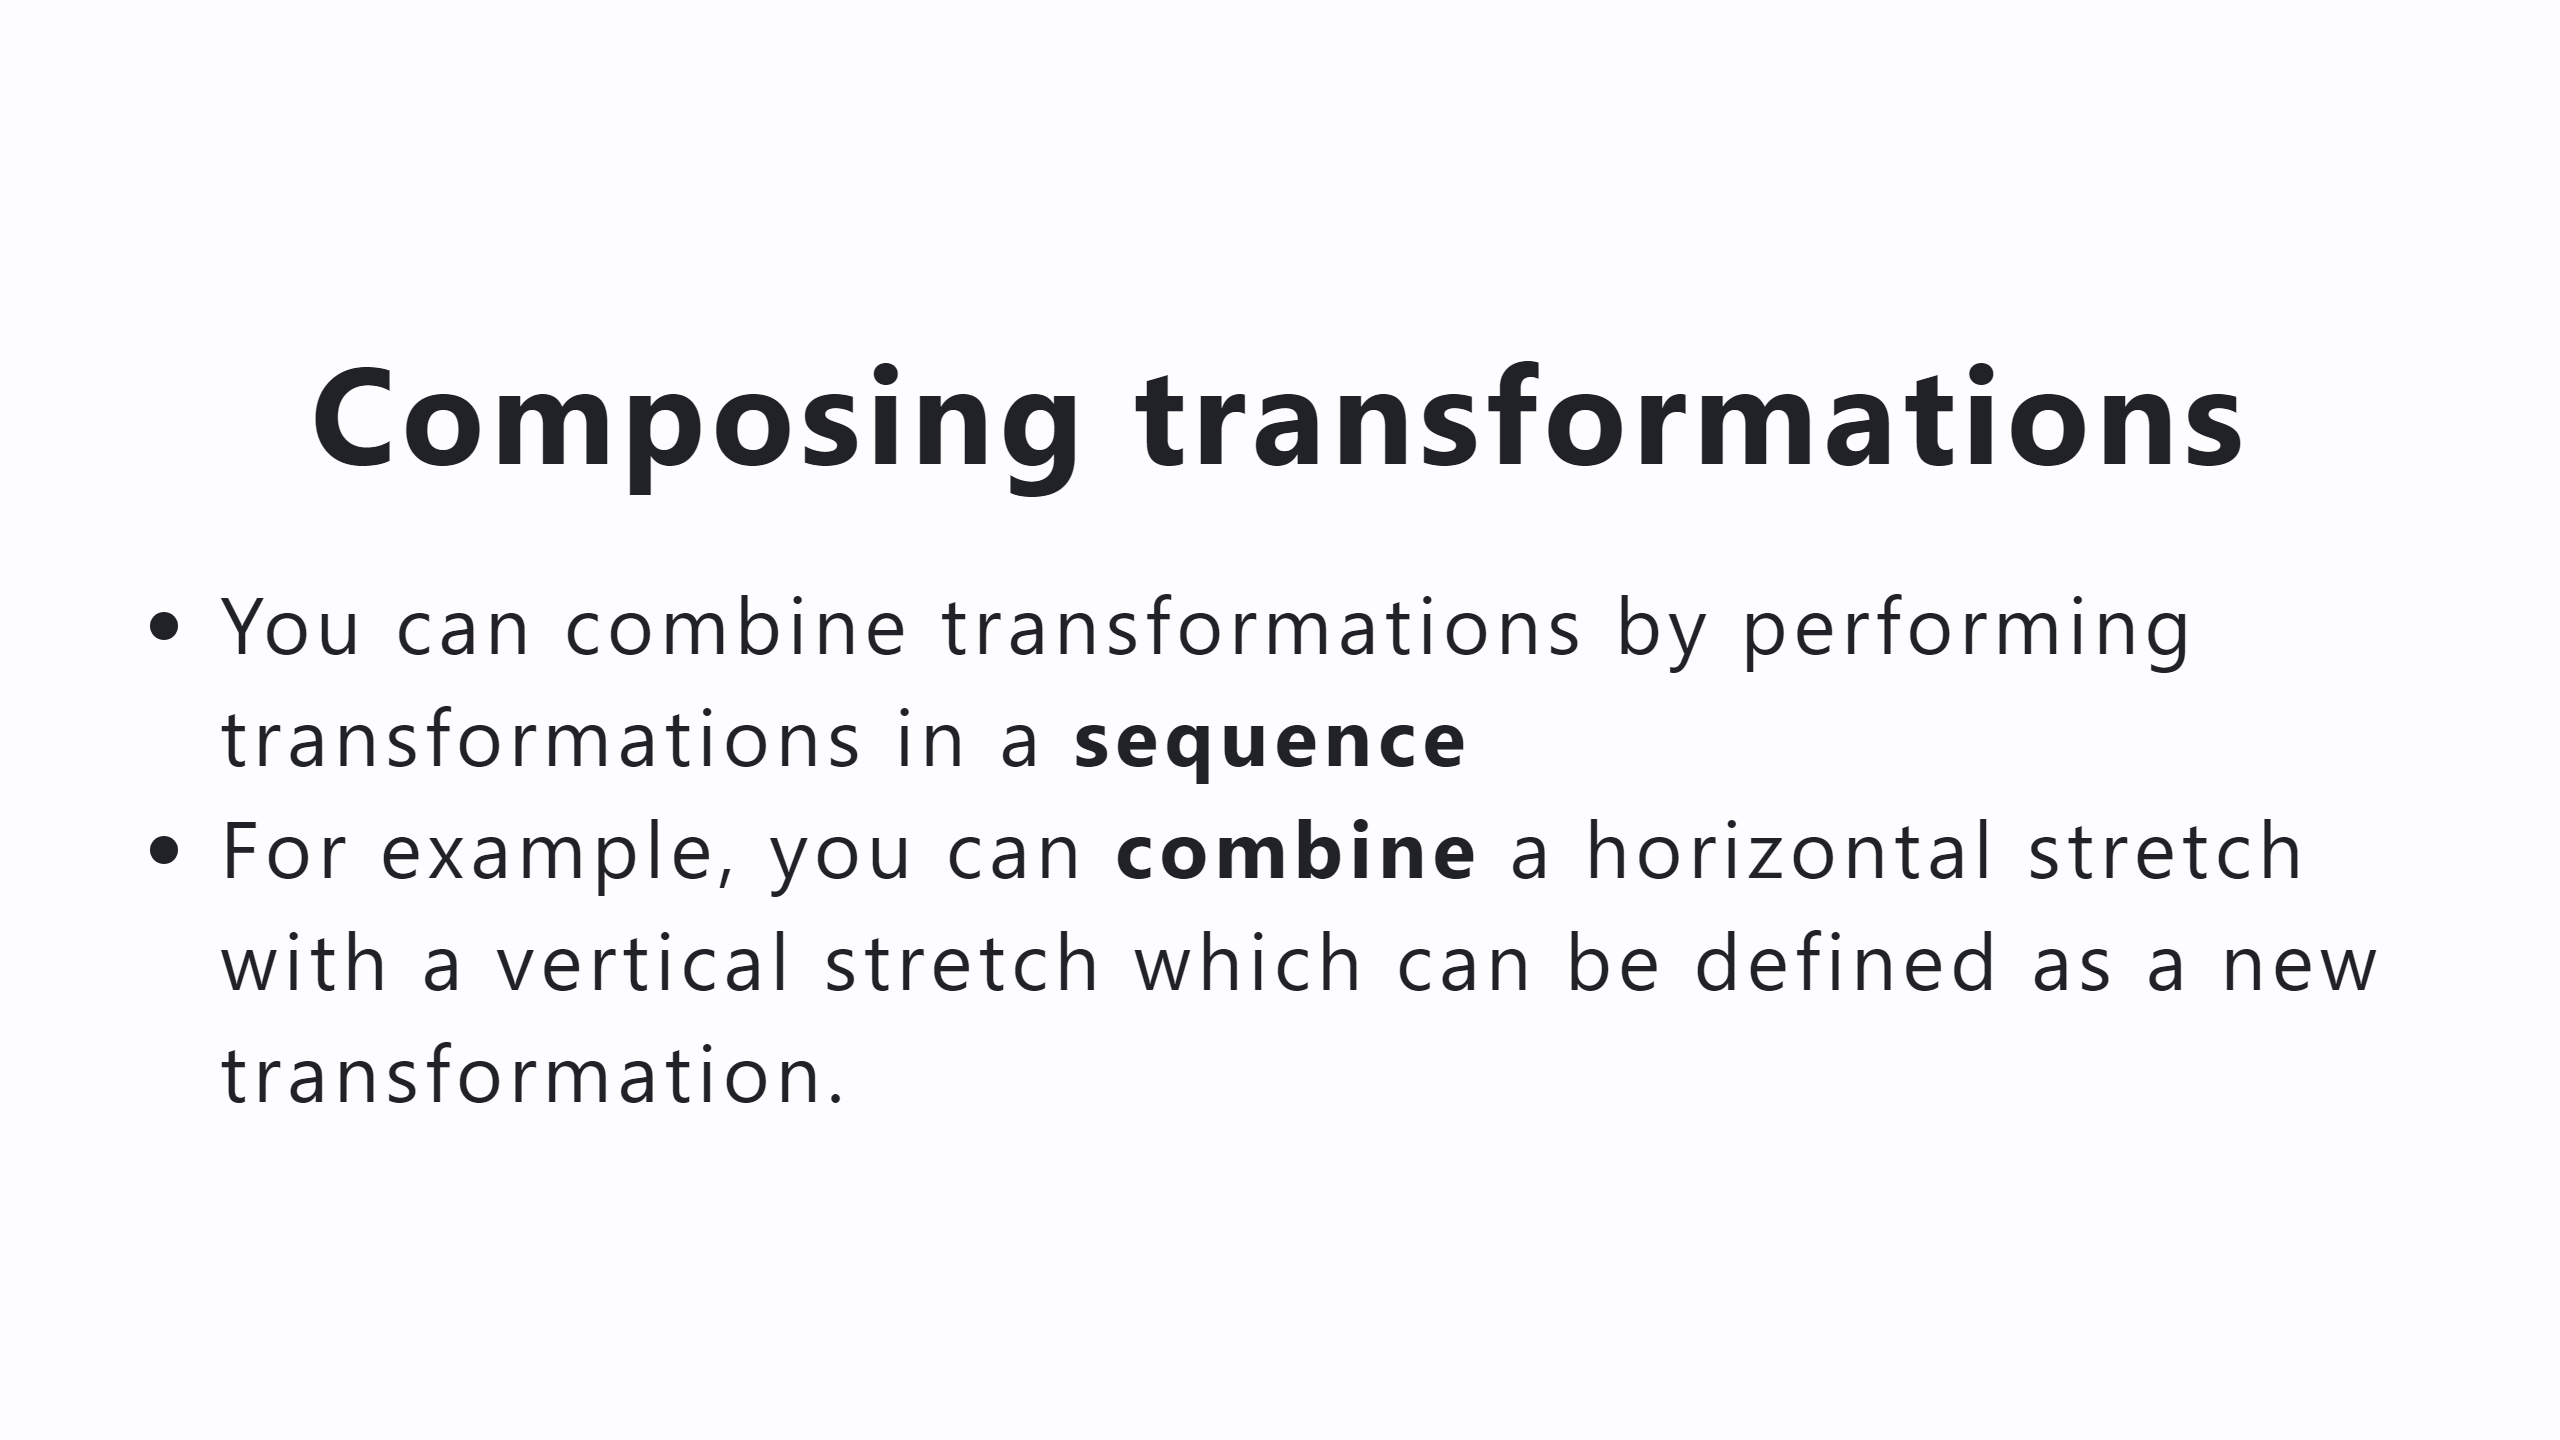 Composing transformations
• You can combine transformations by performing
transformations in a sequence
• For example, you can combine a horizontal stretch
with a vertical stretch which can be defined as a new
transformation.